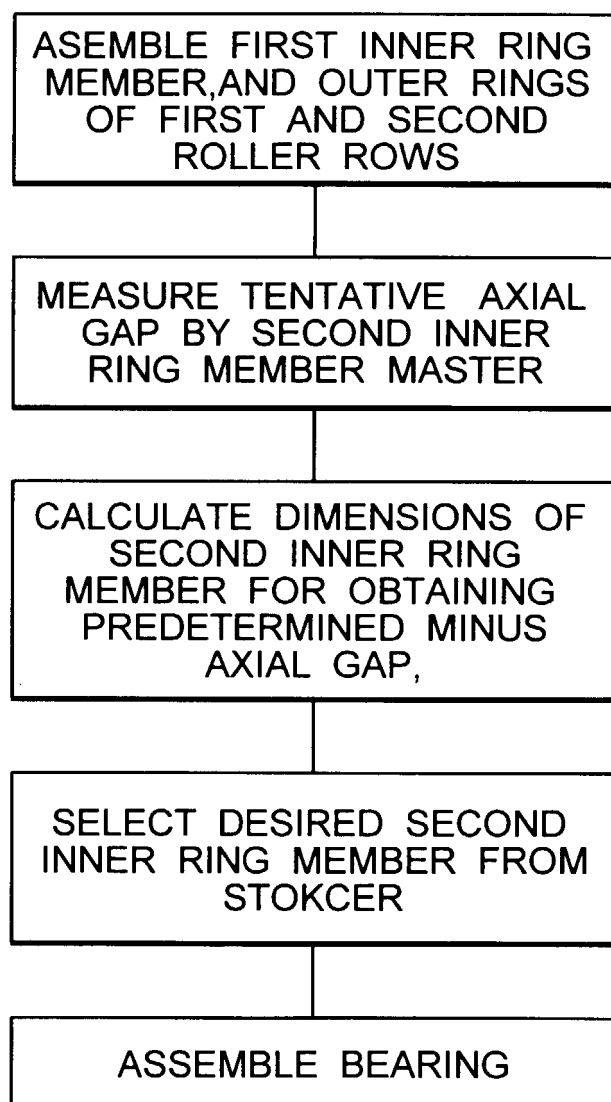 ASEMBLE FIRST INNER RING
MEMBER,AND OUTER RINGS
OF FIRST AND SECOND
ROLLER ROWS
MEASURE TENTATIVE AXIAL
GAP BY SECOND INNER
RING MEMBER MASTER
CALCULATE DIMENSIONS OF
SECOND INNER RING
MEMBER FOR OBTAINING
PREDETERMINED MINUS
AXIAL GAP,
SELECT DESIRED SECOND
INNER RING MEMBER FROM
STOKCER
ASSEMBLE BEARING